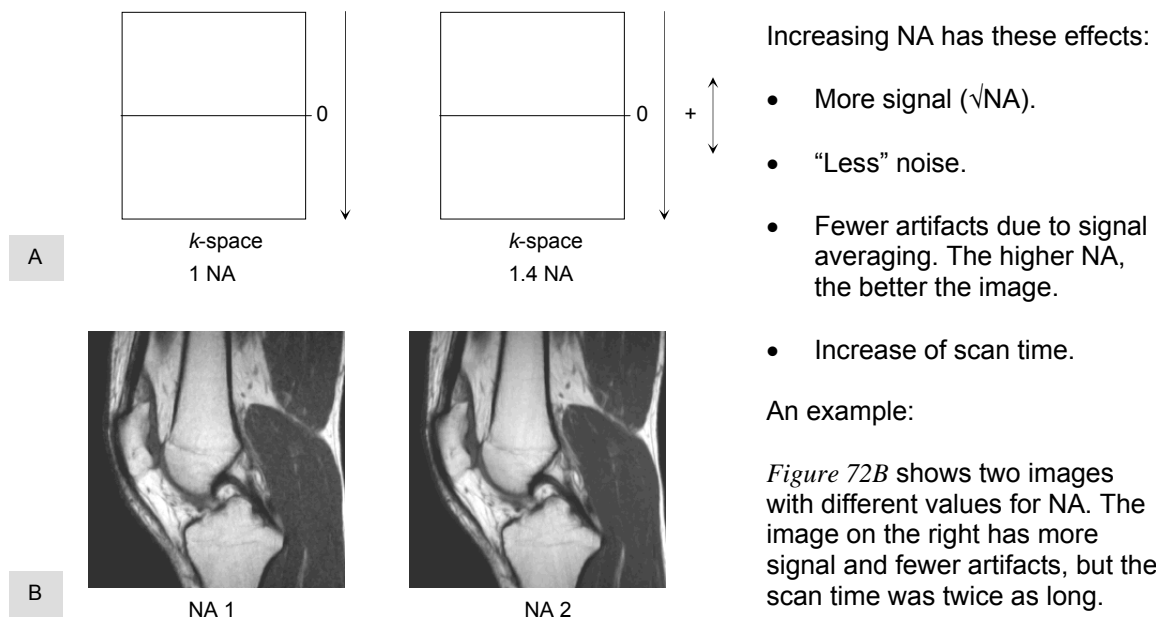 0
0
+
k-space
1 NA
k-space
1.4 NA
A
NA 1
NA 2
B
Increasing NA has these effects:
• More signal (√NA).
• “Less” noise.
• Fewer artifacts due to signal
averaging. The higher NA,
the better the image.
• Increase of scan time.
An example:
Figure 72B shows two images
with different values for NA. The
image on the right has more
signal and fewer artifacts, but the
scan time was twice as long.